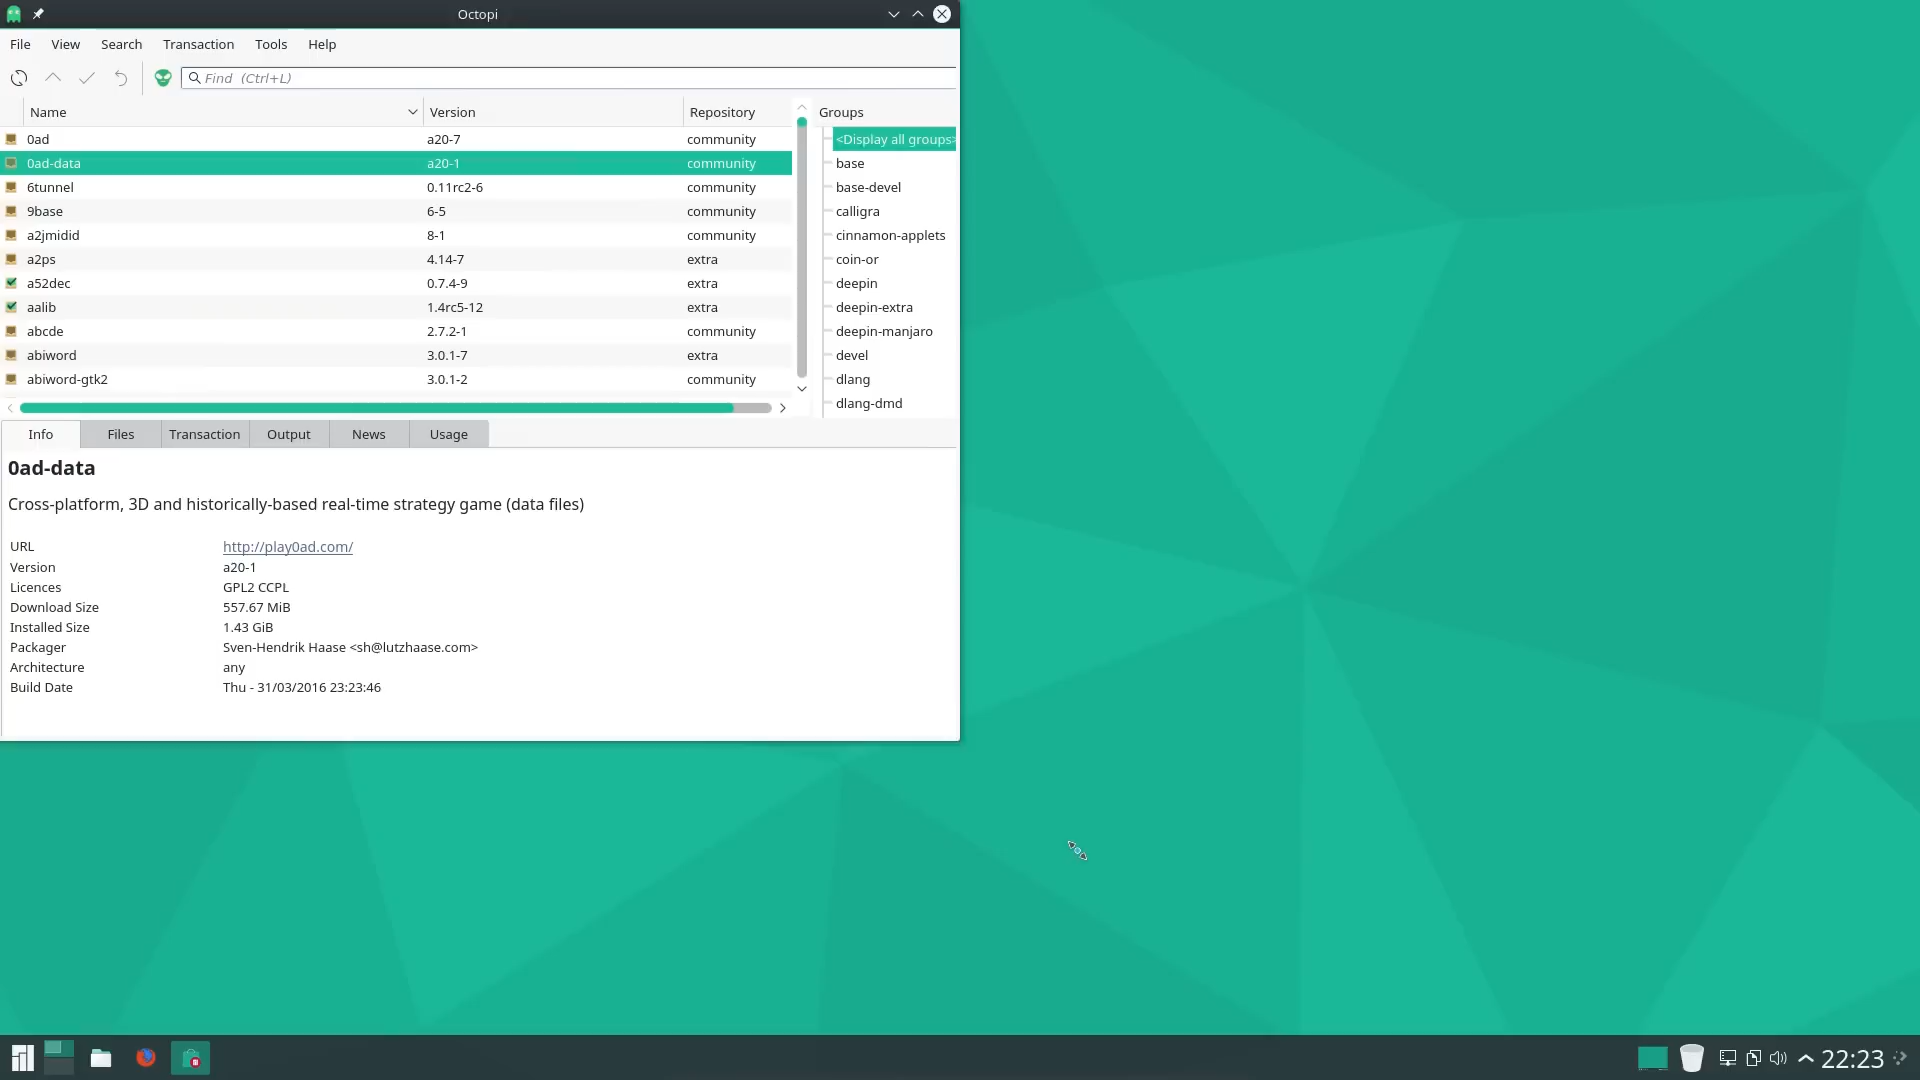 Octopi
File View Search Transaction Tools Help
Find (Ctrl+L)
Name Version Repository Groups
0ad a20-7 community <Display all groups>
0ad-data a20-1 community base
6tunnel 0.11rc2-6 community base-devel
9base 6-5 community calligra
a2jmidid 8-1 community cinnamon-applets
a2ps 4.14-7 extra coin-or
a52dec 0.7.4-9 extra deepin
aalib 1.4rc5-12 extra deepin-extra
abcde 2.7.2-1 community deepin-manjaro
abiword 3.0.1-7 extra devel
abiword-gtk2 3.0.1-2 community dlang
dlang-dmd
Info Files Transaction Output News Usage
0ad-data
Cross-platform, 3D and historically-based real-time strategy game (data files)
URL http://play0ad.com/
Version a20-1
Licences GPL2 CCPL
Download Size 557.67 MiB
Installed Size 1.43 GiB
Packager Sven-Hendrik Haase <sh@lutzhaase.com>
Architecture any
Build Date Thu - 31/03/2016 23:23:46
22:23